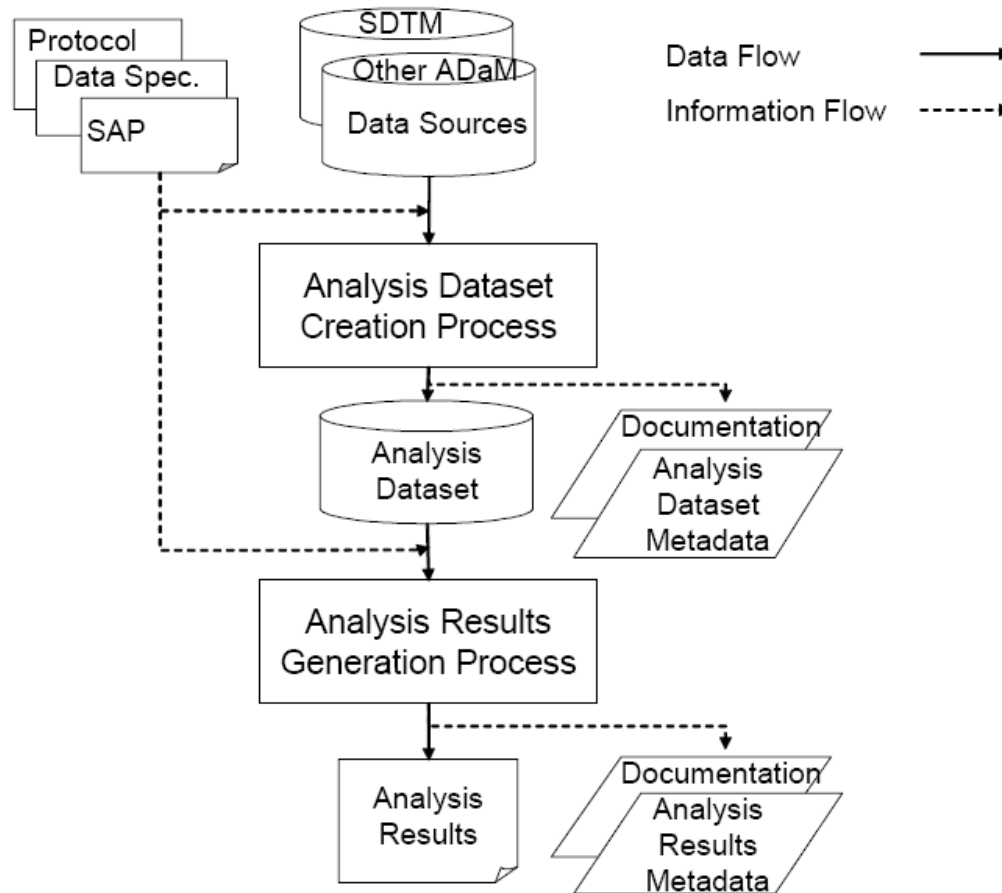 Protocol
Data Spec.
SAP
SDTM
Other ADaM
Data Sources
Data Flow
Information Flow
Analysis Dataset
Creation Process
Analysis
Dataset
Documentation
Analysis
Dataset
Metadata
Analysis Results
Generation Process
Analysis
Results
Documentation
Analysis
Results
Metadata